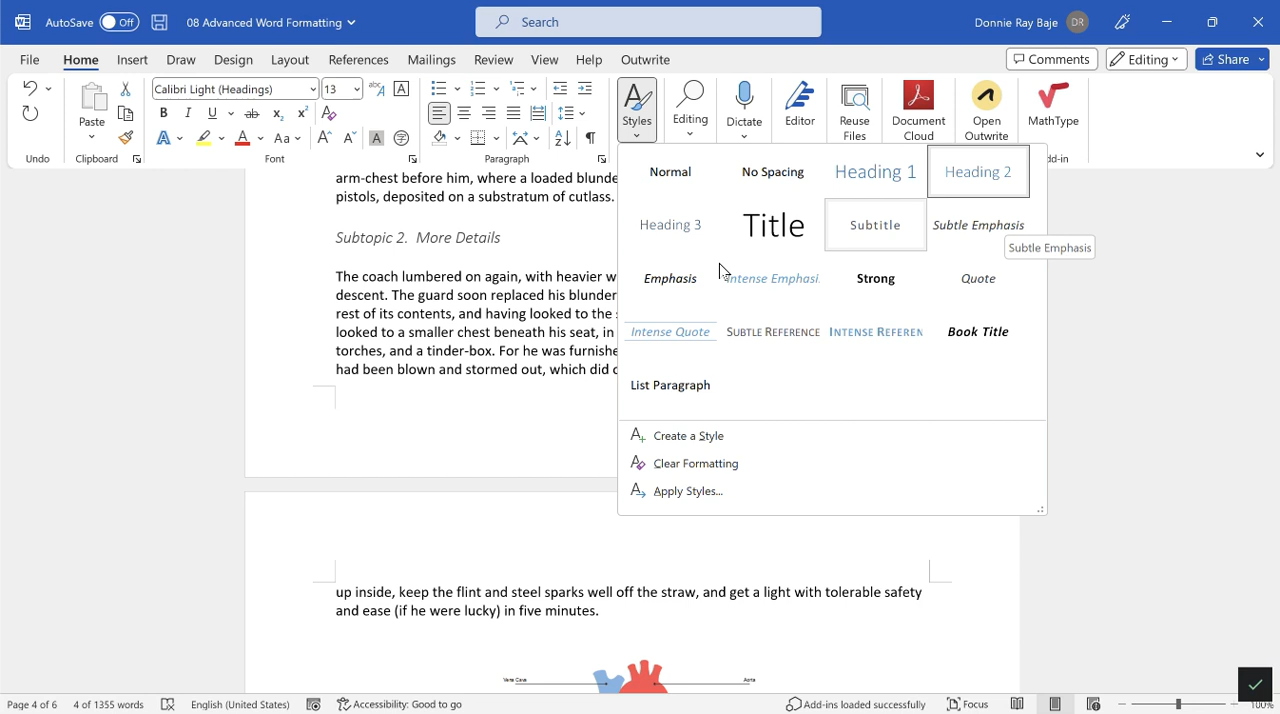 AutoSave Off 08 Advanced Word Formatting Search Donnie Ray Baje DR
File Home Insert Draw Design Layout References Mailings Review View Help Outwrite Comments Editing Share
Calibri Light (Headings) 13
Paste Styles Editing Dictate Editor Reuse Files Document Cloud Open Outwrite MathType
Undo Clipboard Font Paragraph
Normal No Spacing Heading 1 Heading 2
Heading 3 Title Subtitle Subtle Emphasis
Subtle Emphasis
Emphasis Intense Emphasi Strong Quote
Intense Quote Subtle Reference Intense Referen Book Title
List Paragraph
Create a Style
Clear Formatting
Apply Styles...
arm-chest before him, where a loaded blunde
pistols, deposited on a substratum of cutlass.
Subtopic 2. More Details
The coach lumbered on again, with heavier w
descent. The guard soon replaced his blunder
rest of its contents, and having looked to the
looked to a smaller chest beneath his seat, in
torches, and a tinder-box. For he was furnishe
had been blown and stormed out, which did
up inside, keep the flint and steel sparks well off the straw, and get a light with tolerable safety
and ease (if he were lucky) in five minutes.
Vena Cava Aorta
Page 4 of 6 4 of 1355 words English (United States) Accessibility: Good to go Add-ins loaded successfully Focus 100%